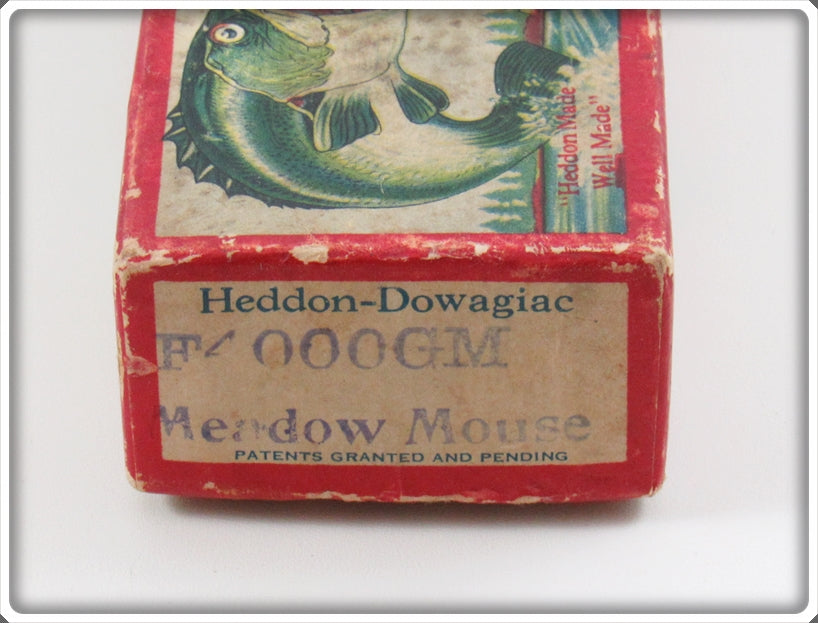 "Heddon Made
Well Made"
Heddon-Dowagiac
F 000GM
Meadow Mouse
PATENTS GRANTED AND PENDING